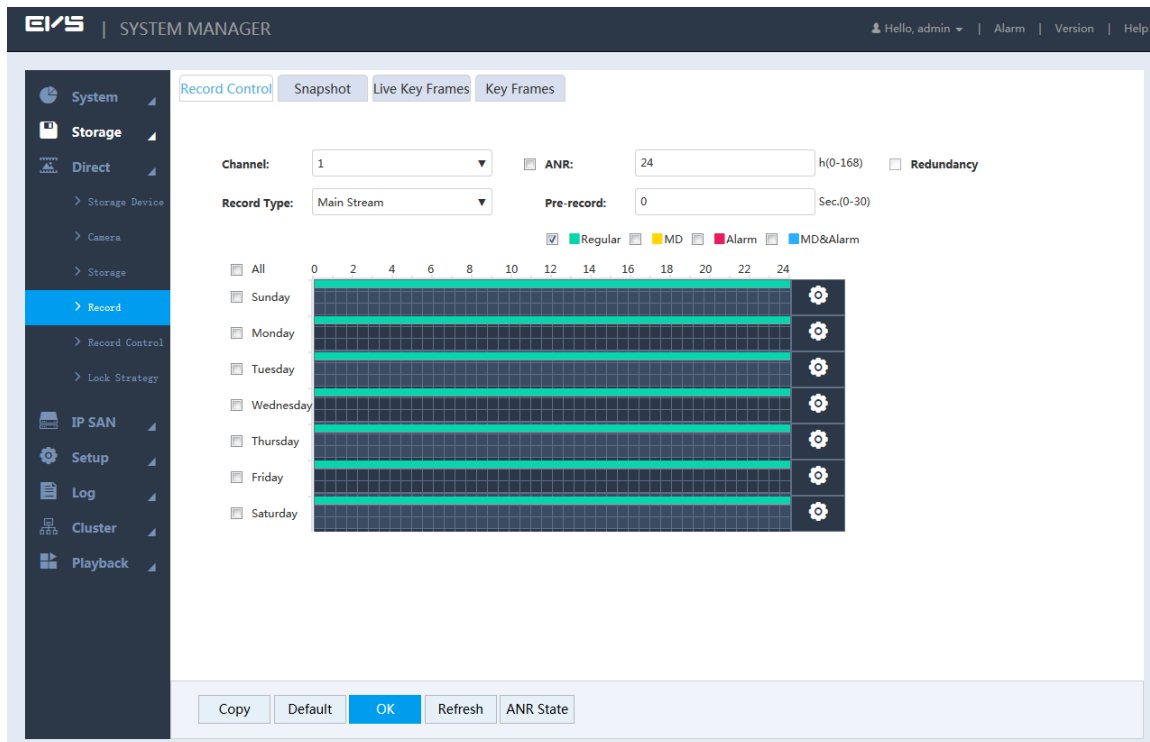 EVS | SYSTEM MANAGER
Hello, admin | Alarm | Version | Help
System
Storage
Direct
> Storage Device
> Camera
> Storage
> Record
> Record Control
> Lock Strategy
IP SAN
Setup
Log
Cluster
Playback
Record Control Snapshot Live Key Frames Key Frames
Channel: 1 ANR: 24 h(0-168) Redundancy
Record Type: Main Stream Pre-record: 0 Sec.(0-30)
Regular MD Alarm MD&Alarm
All 0 2 4 6 8 10 12 14 16 18 20 22 24
Sunday
Monday
Tuesday
Wednesday
Thursday
Friday
Saturday
Copy Default OK Refresh ANR State